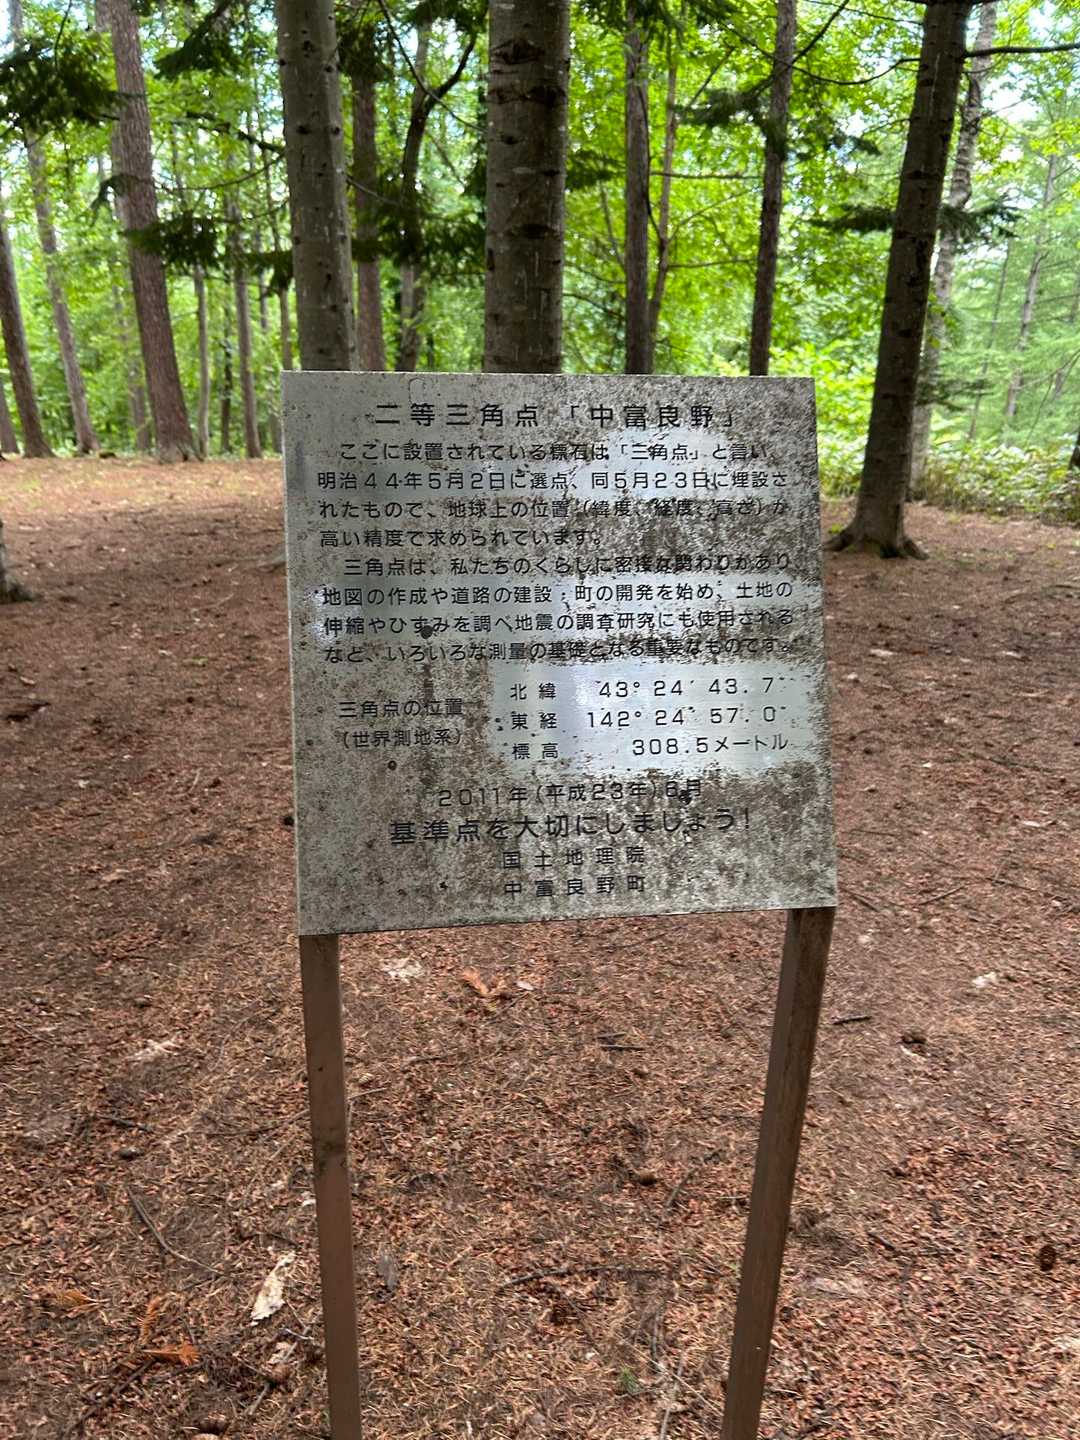 二等三角点「中富良野」
ここに設置されている標石は「三角点」と言い、
明治44年5月2日に選点、同5月23日に埋設さ
れたもので、地球上の位置（緯度、経度、高さ）が
高い精度で求められています。
三角点は、私たちのくらしに密接な関わりがあり
地図の作成や道路の建設・町の開発を始め、土地の
伸縮やひずみを調べ地震の調査研究にも使用される
など、いろいろな測量の基礎となる重要なものです。
三角点の位置
（世界測地系）
北緯 43°24′43.7″
東経 142°24′57.0″
標高 308.5メートル
2011年（平成23年）6月
基準点を大切にしましょう！
国土地理院
中富良野町